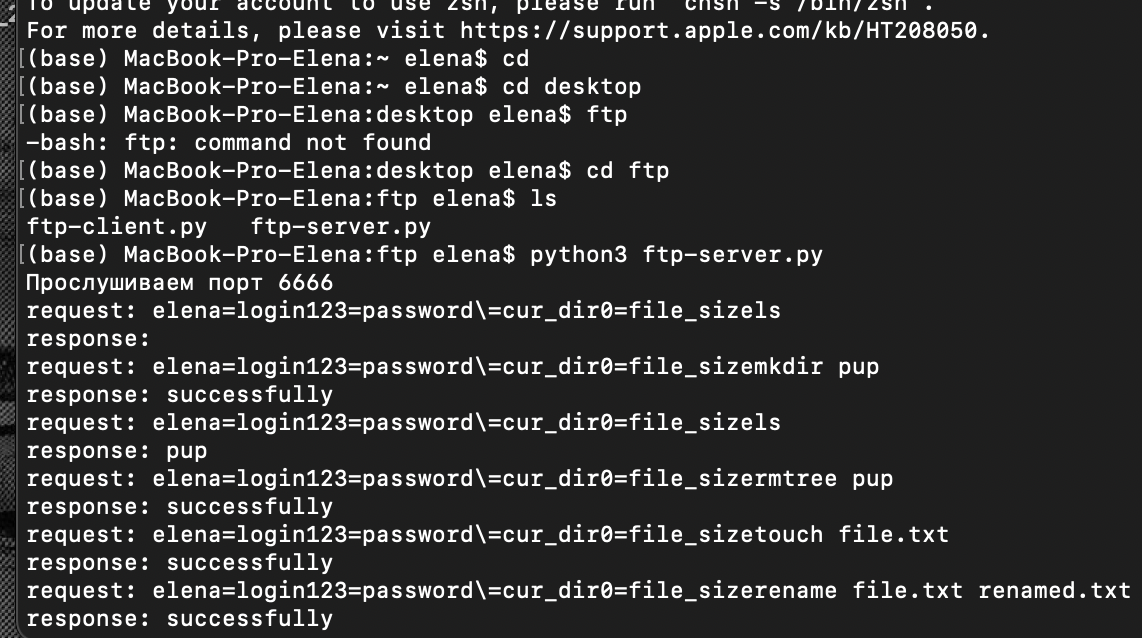 To update your account to use zsh, please run `chsh -s /bin/zsh`.
For more details, please visit https://support.apple.com/kb/HT208050.
[(base) MacBook-Pro-Elena:~ elena$ cd
[(base) MacBook-Pro-Elena:~ elena$ cd desktop
[(base) MacBook-Pro-Elena:desktop elena$ ftp
-bash: ftp: command not found
[(base) MacBook-Pro-Elena:desktop elena$ cd ftp
[(base) MacBook-Pro-Elena:ftp elena$ ls
ftp-client.py   ftp-server.py
[(base) MacBook-Pro-Elena:ftp elena$ python3 ftp-server.py
Прослушиваем порт 6666
request: elena=login123=password\=cur_dir0=file_sizels
response:
request: elena=login123=password\=cur_dir0=file_sizemkdir pup
response: successfully
request: elena=login123=password\=cur_dir0=file_sizels
response: pup
request: elena=login123=password\=cur_dir0=file_sizermtree pup
response: successfully
request: elena=login123=password\=cur_dir0=file_sizetouch file.txt
response: successfully
request: elena=login123=password\=cur_dir0=file_sizerename file.txt renamed.txt
response: successfully